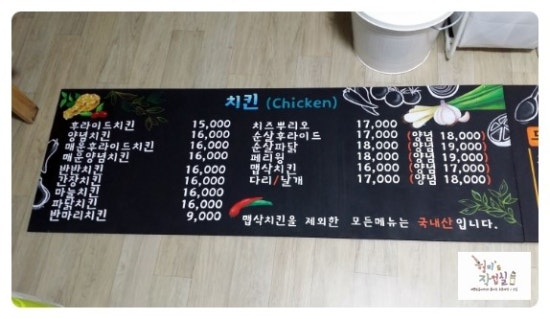 치킨 (Chicken)
후라이드치킨 15,000
양념치킨 16,000
매운후라이드치킨 16,000
매운양념치킨 16,000
반반치킨 16,000
간장치킨 16,000
마늘치킨 16,000
파닭치킨 16,000
반마리치킨 9,000
치즈뿌리오 17,000
순살후라이드 17,000 (양념 18,000)
순살파닭 18,000 (양념 19,000)
페리윙 17,000 (양념 18,000)
맵삭치킨 16,000 (양념 17,000)
다리/날개 17,000 (양념 18,000)
맵삭치킨을 제외한 모든메뉴는 국내산입니다.